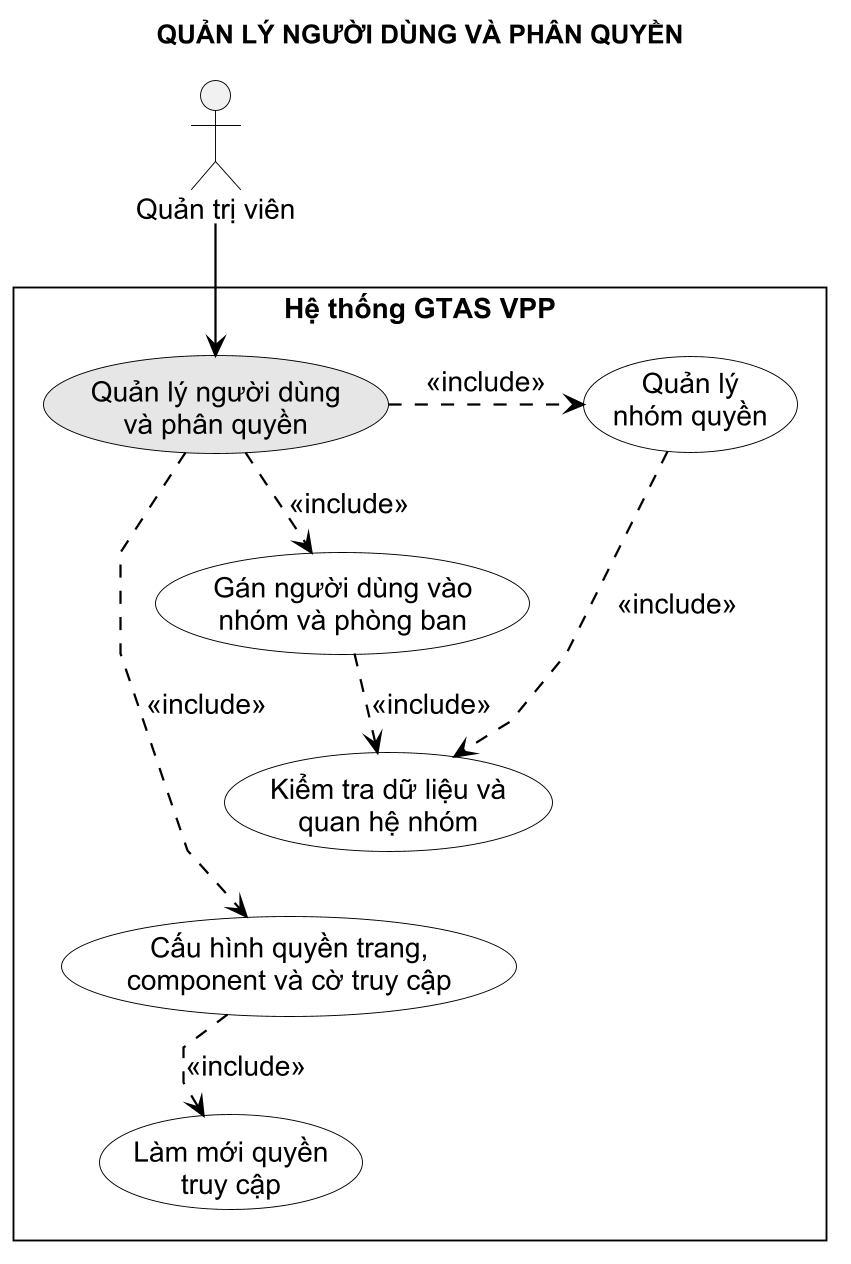 QUẢN LÝ NGƯỜI DÙNG VÀ PHÂN QUYỀN
Quản trị viên
Hệ thống GTAS VPP
Quản lý người dùng
và phân quyền
«include»
Quản lý
nhóm quyền
«include»
Gán người dùng vào
nhóm và phòng ban
«include»
«include»
«include»
Kiểm tra dữ liệu và
quan hệ nhóm
Cấu hình quyền trang,
component và cờ truy cập
«include»
Làm mới quyền
truy cập